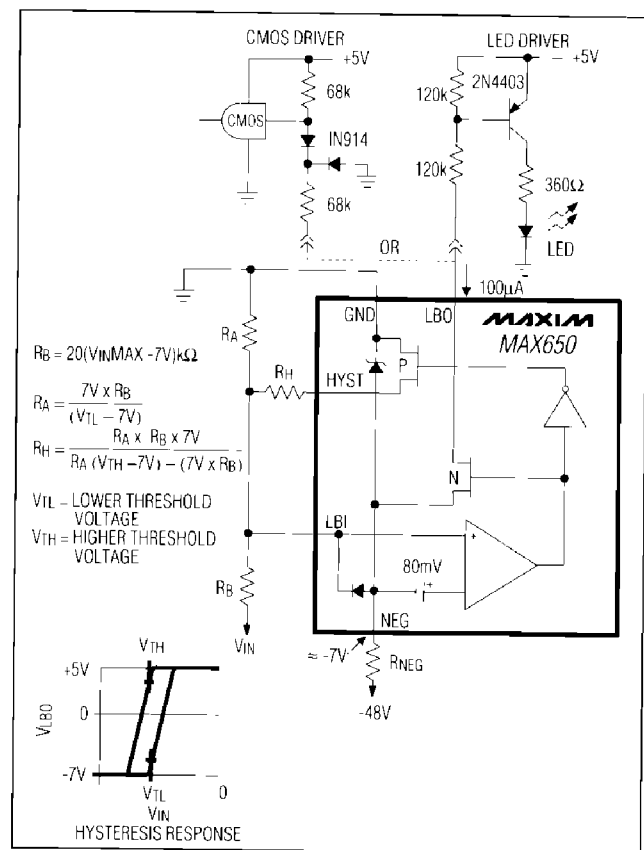 CMOS DRIVER
LED DRIVER
+5V
+5V
2N4403
68k
120k
CMOS
IN914
120k
68k
360Ω
OR
LED
100µA
GND
LBO
MAXIM
MAX650
RA
P
RB = 20(VINMAX -7V)kΩ
RH
HYST
RA = 7V x RB
(VTL - 7V)
RH = RA x RB x 7V
RA (VTH -7V) - (7V x RB)
N
VTL = LOWER THRESHOLD
VOLTAGE
VTH = HIGHER THRESHOLD
VOLTAGE
LBI
+
80mV
+
-
RB
NEG
VIN
≈ -7V
RNEG
-48V
VTH
+5V
VLBO
0
-7V
VTL
0
VIN
HYSTERESIS RESPONSE